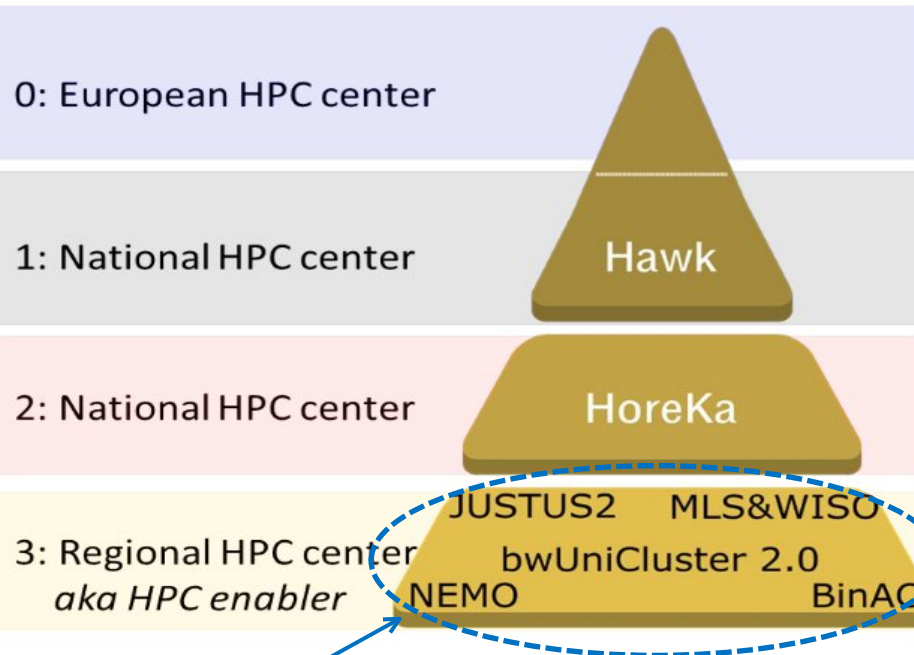 0: European HPC center
1: National HPC center
Hawk
2: National HPC center
HoreKa
JUSTUS2 MLS&WISO
3: Regional HPC center
bwUniCluster 2.0
aka HPC enabler
NEMO
BinAC